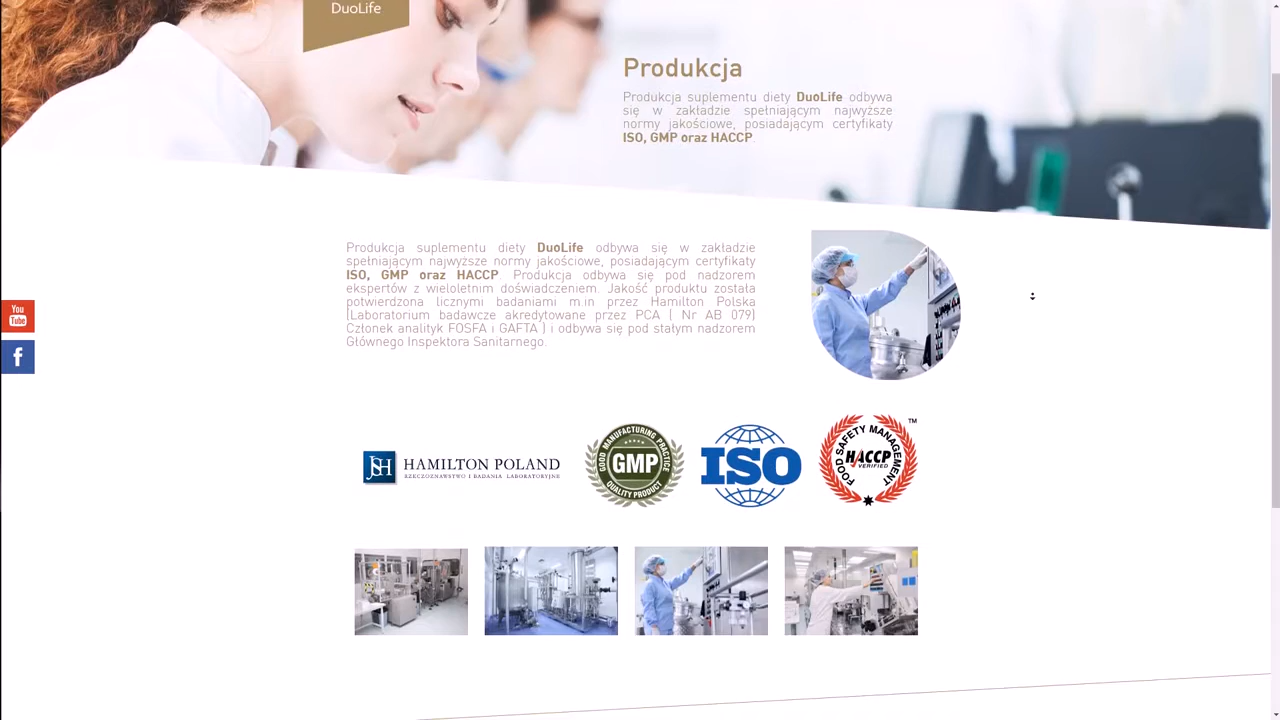 DuoLife
Produkcja
Produkcja suplementu diety DuoLife odbywa
się w zakładzie spełniającym najwyższe
normy jakościowe, posiadającym certyfikaty
ISO, GMP oraz HACCP.
Produkcja suplementu diety DuoLife odbywa się w zakładzie
spełniającym najwyższe normy jakościowe, posiadającym certyfikaty
ISO, GMP oraz HACCP. Produkcja odbywa się pod nadzorem
ekspertów z wieloletnim doświadczeniem. Jakość produktu została
potwierdzona licznymi badaniami m.in przez Hamilton Polska
(Laboratorium badawcze akredytowane przez PCA ( Nr AB 079)
Członek analityk FOSFA i GAFTA ) i odbywa się pod stałym nadzorem
Głównego Inspektora Sanitarnego.
You
Tube
f
JSH HAMILTON POLAND
RZECZOZNAWSTWO I BADANIA LABORATORYJNE
GOOD MANUFACTURING PRACTICE
GMP
QUALITY PRODUCT
ISO
FOOD SAFETY MANAGEMENT
HACCP
VERIFIED
TM